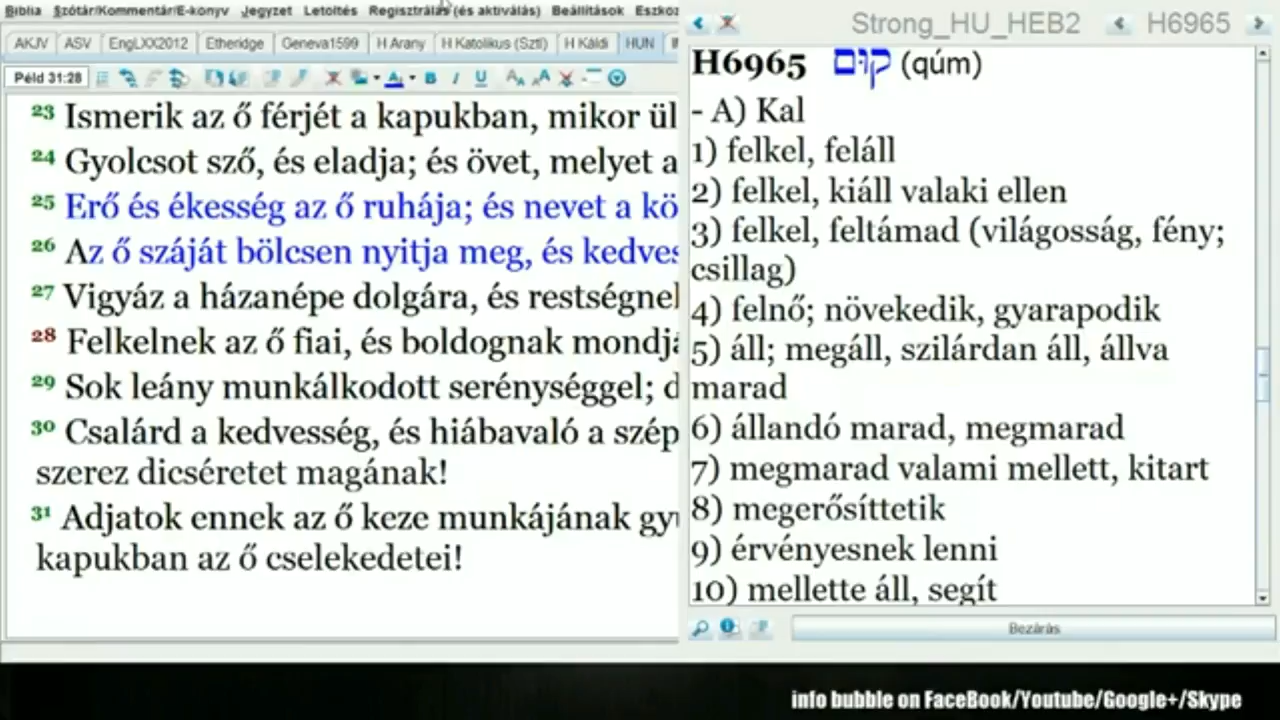 Biblia Szótár/Kommentár/E-könyv Jegyzet Letoltés Regisztrálás (és aktiválás) Beállítások Eszkoz
AKJV ASV EngLXX2012 Etheridge Geneva1599 H Arany H Katolikus (SztI) H Káldi HUN
Péld 31:28
23 Ismerik az ő férjét a kapukban, mikor ül
24 Gyolcsot sző, és eladja; és övet, melyet a
25 Erő és ékesség az ő ruhája; és nevet a kö
26 Az ő száját bölcsen nyitja meg, és kedves
27 Vigyáz a házanépe dolgára, és restségnek
28 Felkelnek az ő fiai, és boldognak mondjá
29 Sok leány munkálkodott serénységgel; d
30 Csalárd a kedvesség, és hiábavaló a szép
szerez dicséretet magának!
31 Adjatok ennek az ő keze munkájának gyü
kapukban az ő cselekedetei!
Strong_HU_HEB2 H6965
H6965 קוּם (qúm)
- A) Kal
1) felkel, feláll
2) felkel, kiáll valaki ellen
3) felkel, feltámad (világosság, fény;
csillag)
4) felnő; növekedik, gyarapodik
5) áll; megáll, szilárdan áll, állva
marad
6) állandó marad, megmarad
7) megmarad valami mellett, kitart
8) megerősíttetik
9) érvényesnek lenni
10) mellette áll, segít
Bezárás
info bubble on FaceBook/Youtube/Google+/Skype